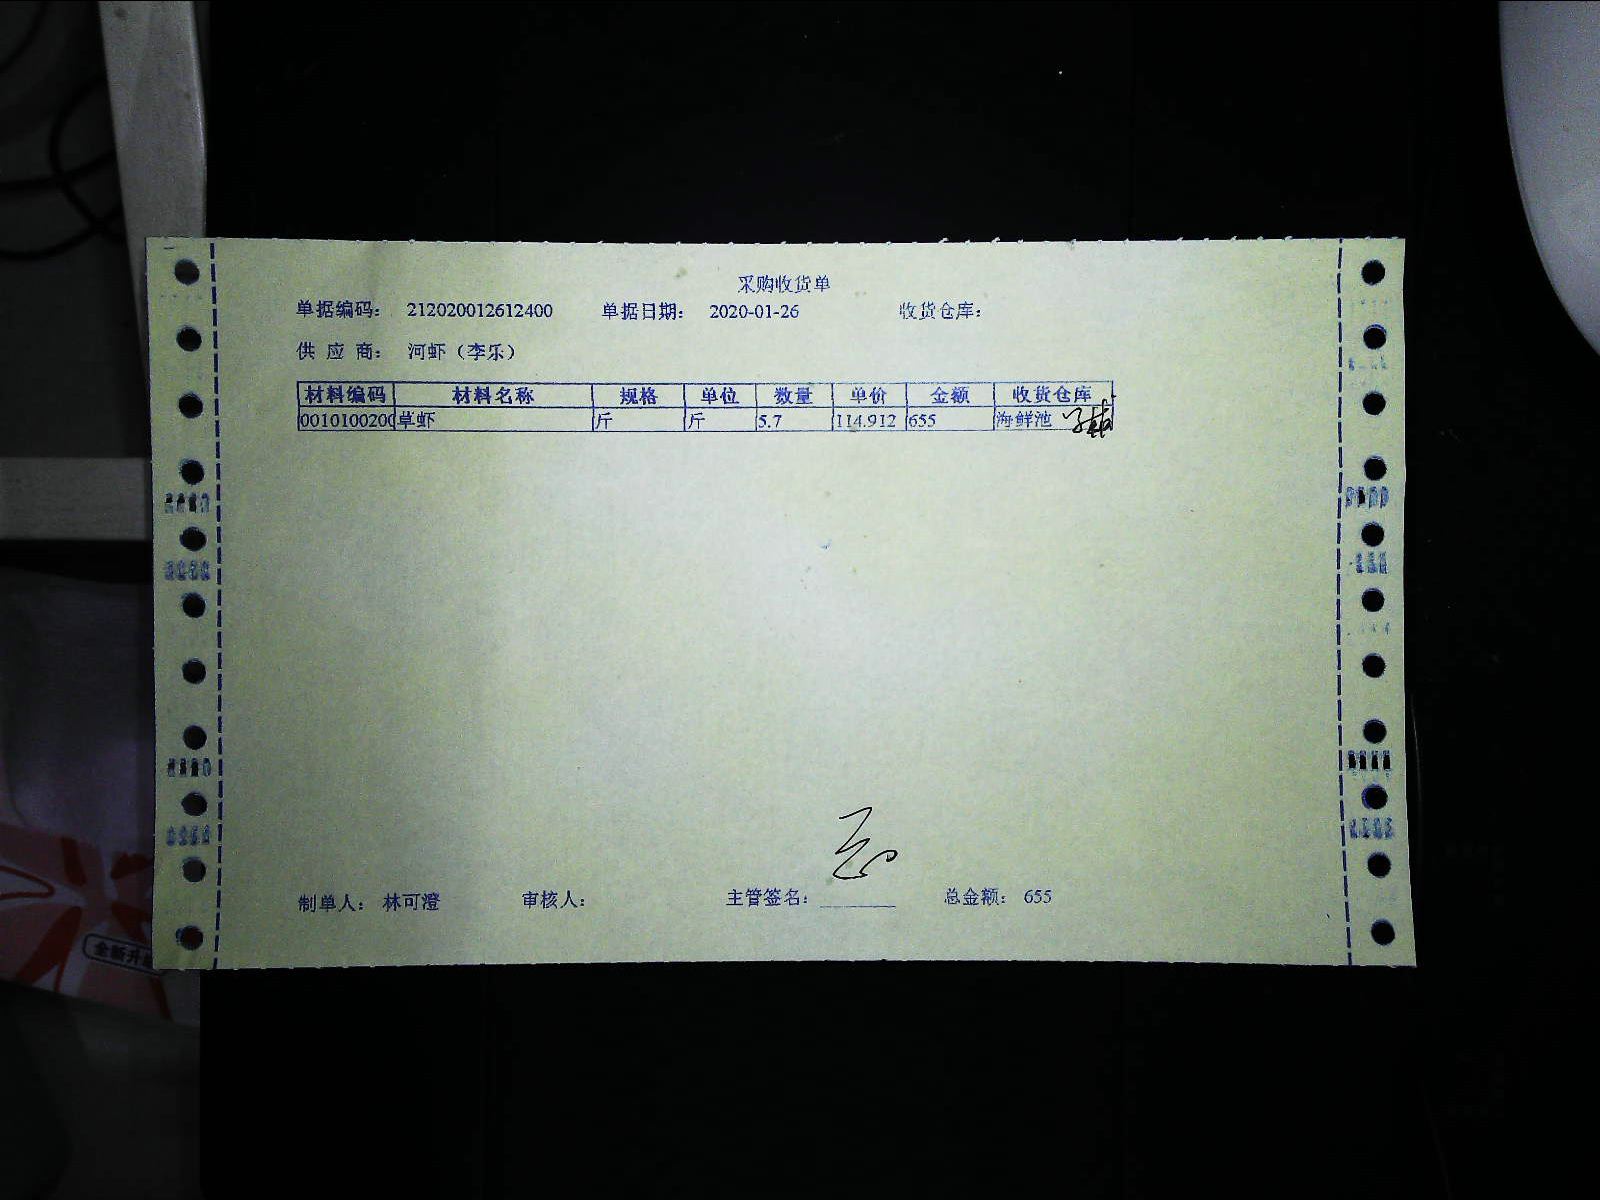 采购收货单
单据编码： 212020012612400 单据日期： 2020-01-26 收货仓库：
供 应 商： 河虾（李乐）
材料编码 材料名称 规格 单位 数量 单价 金额 收货仓库
0010100200 草虾 斤 斤 5.7 114.912 655 海鲜池
制单人： 林可澄 审核人： 主管签名： 总金额： 655
全新升